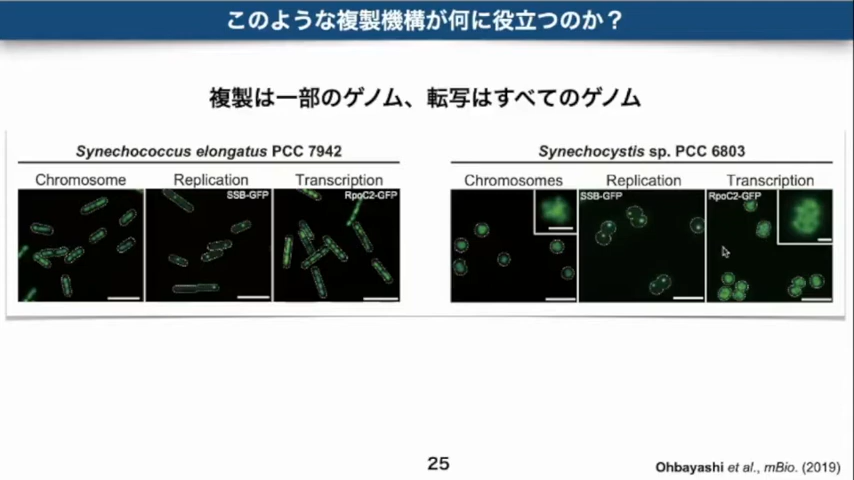 このような複製機構が何に役立つのか？
複製は一部のゲノム、転写はすべてのゲノム
Synechococcus elongatus PCC 7942
Chromosome Replication Transcription
SSB-GFP RpoC2-GFP
Synechocystis sp. PCC 6803
Chromosomes Replication Transcription
SSB-GFP RpoC2-GFP
25
Ohbayashi et al., mBio. (2019)